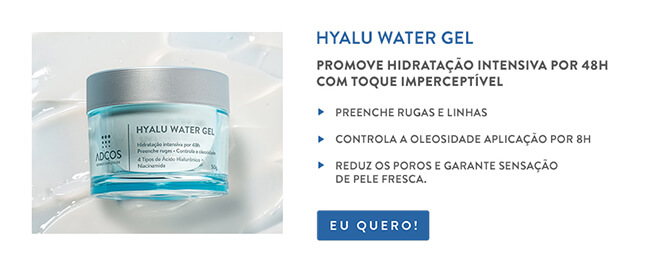 HYALU WATER GEL
PROMOVE HIDRATAÇÃO INTENSIVA POR 48H
COM TOQUE IMPERCEPTÍVEL
PREENCHE RUGAS E LINHAS
CONTROLA A OLEOSIDADE APLICAÇÃO POR 8H
REDUZ OS POROS E GARANTE SENSAÇÃO
DE PELE FRESCA.
EU QUERO!
HYALU WATER GEL
Hidratação intensiva por 48h
Preenche rugas • Controla a oleosidade
4 Tipos de Ácido Hialurônico +
Niacinamida
ADCOS
50g